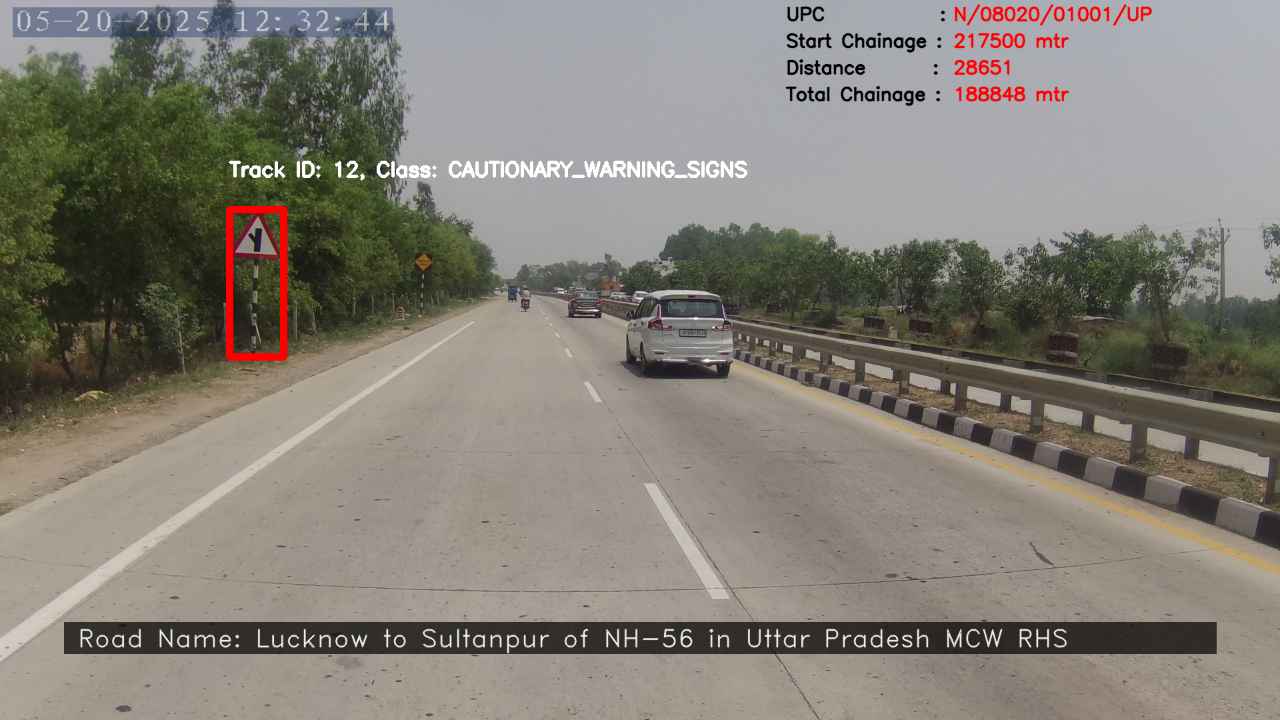 05-20-2025 12:32:44
UPC : N/08020/01001/UP
Start Chainage : 217500 mtr
Distance : 28651
Total Chainage : 188848 mtr
Track ID: 12, Class: CAUTIONARY_WARNING_SIGNS
Road Name: Lucknow to Sultanpur of NH-56 in Uttar Pradesh MCW RHS